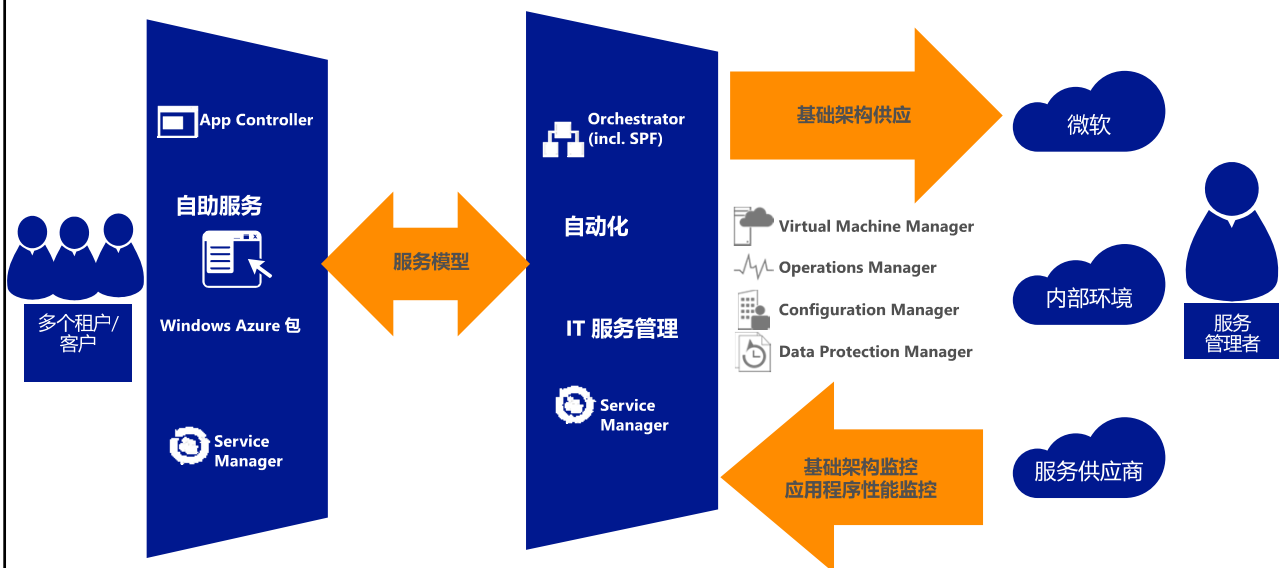 多个租户/
客户
App Controller
自助服务
Windows Azure 包
Service
Manager
服务模型
Orchestrator
(incl. SPF)
自动化
IT 服务管理
Service
Manager
基础架构供应
Virtual Machine Manager
Operations Manager
Configuration Manager
Data Protection Manager
基础架构监控
应用程序性能监控
微软
内部环境
服务供应商
服务
管理者